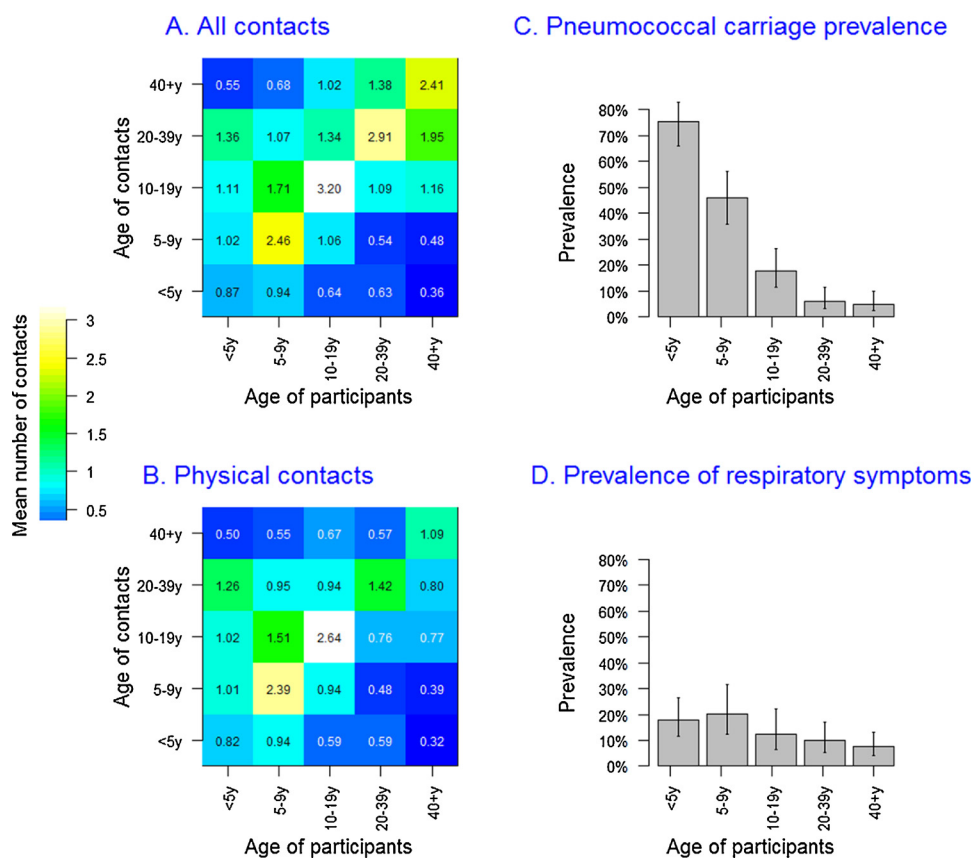 A. All contacts
40+y 0.55 0.68 1.02 1.38 2.41
20-39y 1.36 1.07 1.34 2.91 1.95
10-19y 1.11 1.71 3.20 1.09 1.16
5-9y 1.02 2.46 1.06 0.54 0.48
<5y 0.87 0.94 0.64 0.63 0.36
Age of contacts
<5y 5-9y 10-19y 20-39y 40+y
Age of participants
C. Pneumococcal carriage prevalence
80%
70%
60%
50%
40%
30%
20%
10%
0%
Prevalence
<5y 5-9y 10-19y 20-39y 40+y
Age of participants
Mean number of contacts
3
2.5
2
1.5
1
0.5
B. Physical contacts
40+y 0.50 0.55 0.67 0.57 1.09
20-39y 1.26 0.95 0.94 1.42 0.80
10-19y 1.02 1.51 2.64 0.76 0.77
5-9y 1.01 2.39 0.94 0.48 0.39
<5y 0.82 0.94 0.59 0.59 0.32
Age of contacts
<5y 5-9y 10-19y 20-39y 40+y
Age of participants
D. Prevalence of respiratory symptoms
80%
70%
60%
50%
40%
30%
20%
10%
0%
Prevalence
<5y 5-9y 10-19y 20-39y 40+y
Age of participants